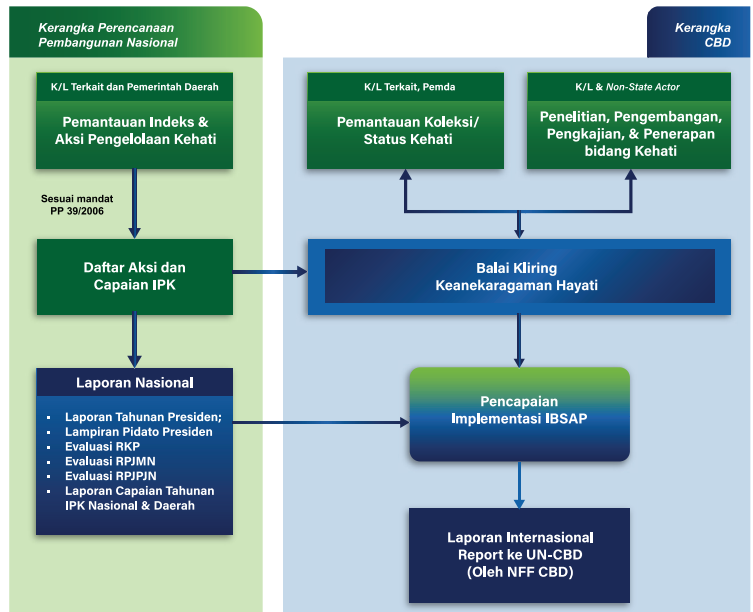 Kerangka Perencanaan
Pembangunan Nasional
K/L Terkait dan Pemerintah Daerah
Pemantauan Indeks &
Aksi Pengelolaan Kehati
Sesuai mandat
PP 39/2006
Daftar Aksi dan
Capaian IPK
Laporan Nasional
▪ Laporan Tahunan Presiden;
▪ Lampiran Pidato Presiden
▪ Evaluasi RKP
▪ Evaluasi RPJMN
▪ Evaluasi RPJPJN
▪ Laporan Capaian Tahunan
IPK Nasional & Daerah
Kerangka
CBD
K/L Terkait, Pemda
Pemantauan Koleksi/
Status Kehati
K/L & Non-State Actor
Penelitian, Pengembangan,
Pengkajian, & Penerapan
bidang Kehati
Balai Kliring
Keanekaragaman Hayati
Pencapaian
Implementasi IBSAP
Laporan Internasional
Report ke UN-CBD
(Oleh NFF CBD)